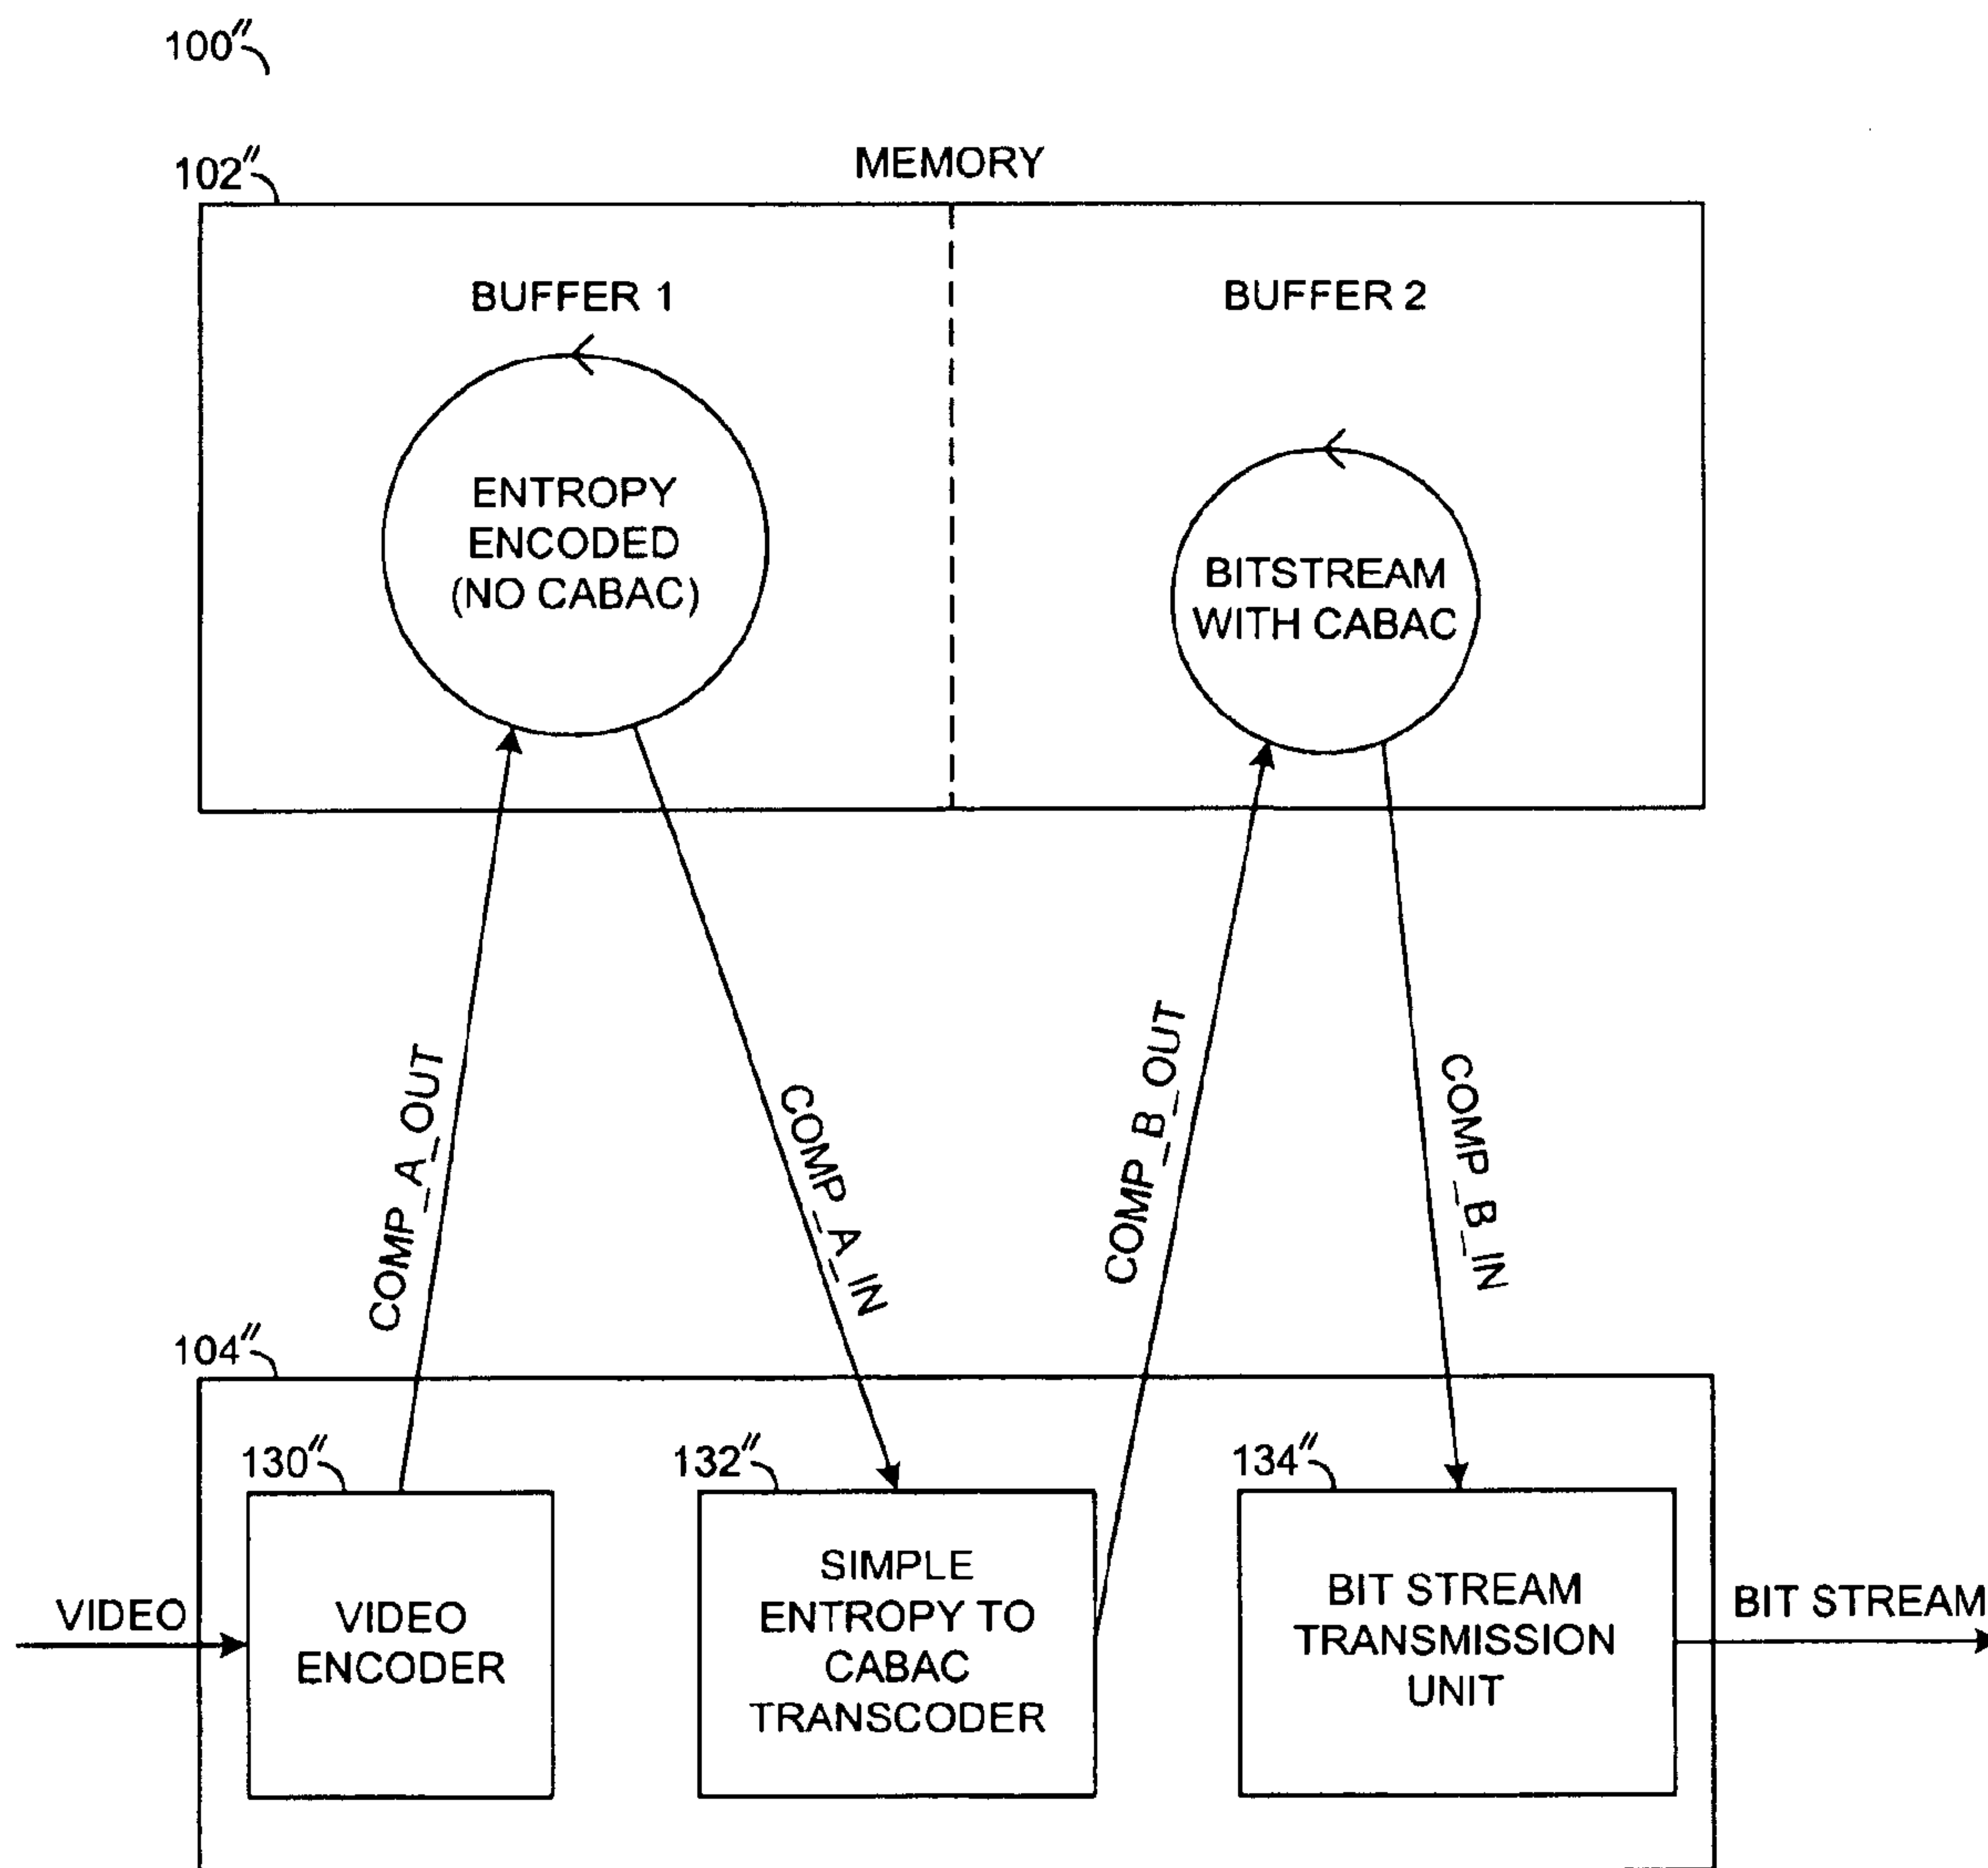 100″
102″
MEMORY
BUFFER 1
BUFFER 2
ENTROPY
ENCODED
(NO CABAC)
BITSTREAM
WITH CABAC
COMP_A_OUT
COMP_A_IN
COMP_B_OUT
COMP_B_IN
104″
130″
132″
134″
VIDEO
VIDEO
ENCODER
SIMPLE
ENTROPY TO
CABAC
TRANSCODER
BIT STREAM
TRANSMISSION
UNIT
BIT STREAM